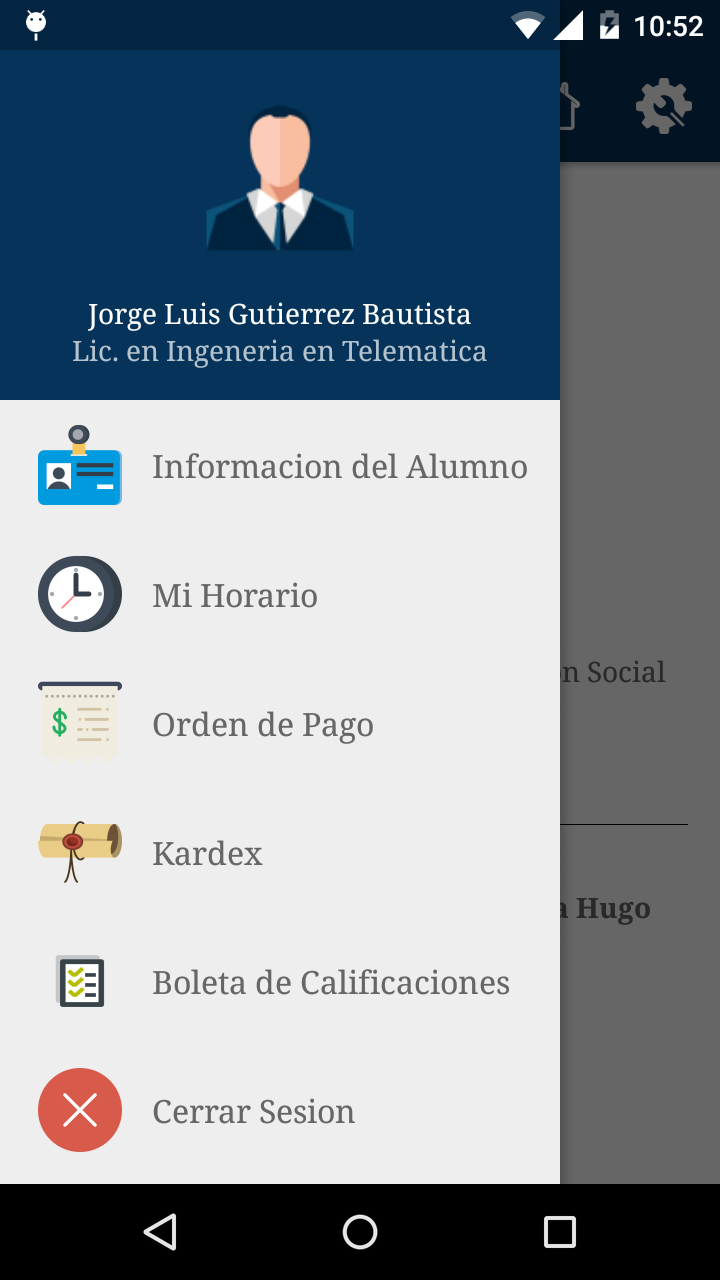 10:52
Jorge Luis Gutierrez Bautista
Lic. en Ingeneria en Telematica
Informacion del Alumno
Mi Horario
Orden de Pago
on Social
Kardex
a Hugo
Boleta de Calificaciones
Cerrar Sesion